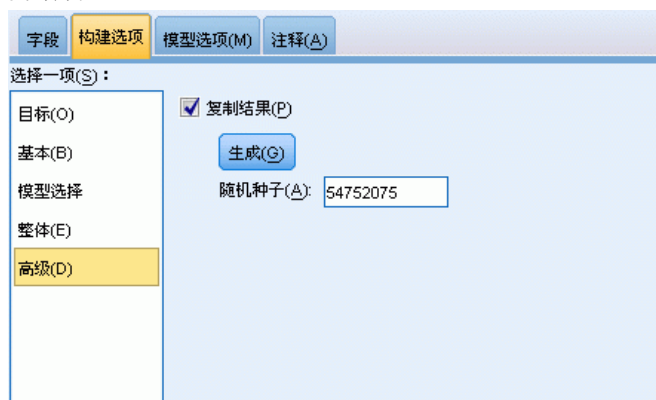 字段 构建选项 模型选项(M) 注释(A)
选择一项(S)：
目标(O)
复制结果(P)
基本(B)
生成(G)
模型选择
随机种子(A): 54752075
整体(E)
高级(D)